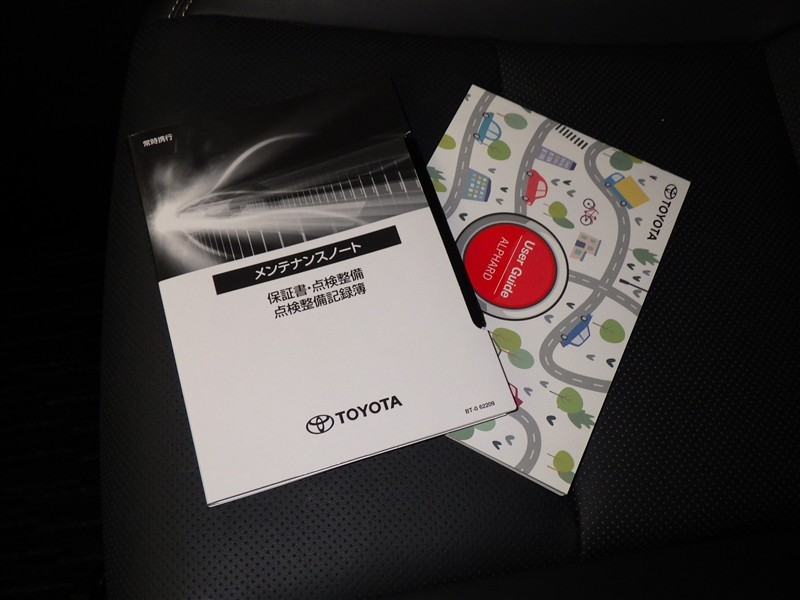 常時携行
メンテナンスノート
保証書・点検整備
点検整備記録簿
TOYOTA
BT-B 62209
TOYOTA
User Guide
ALPHARD